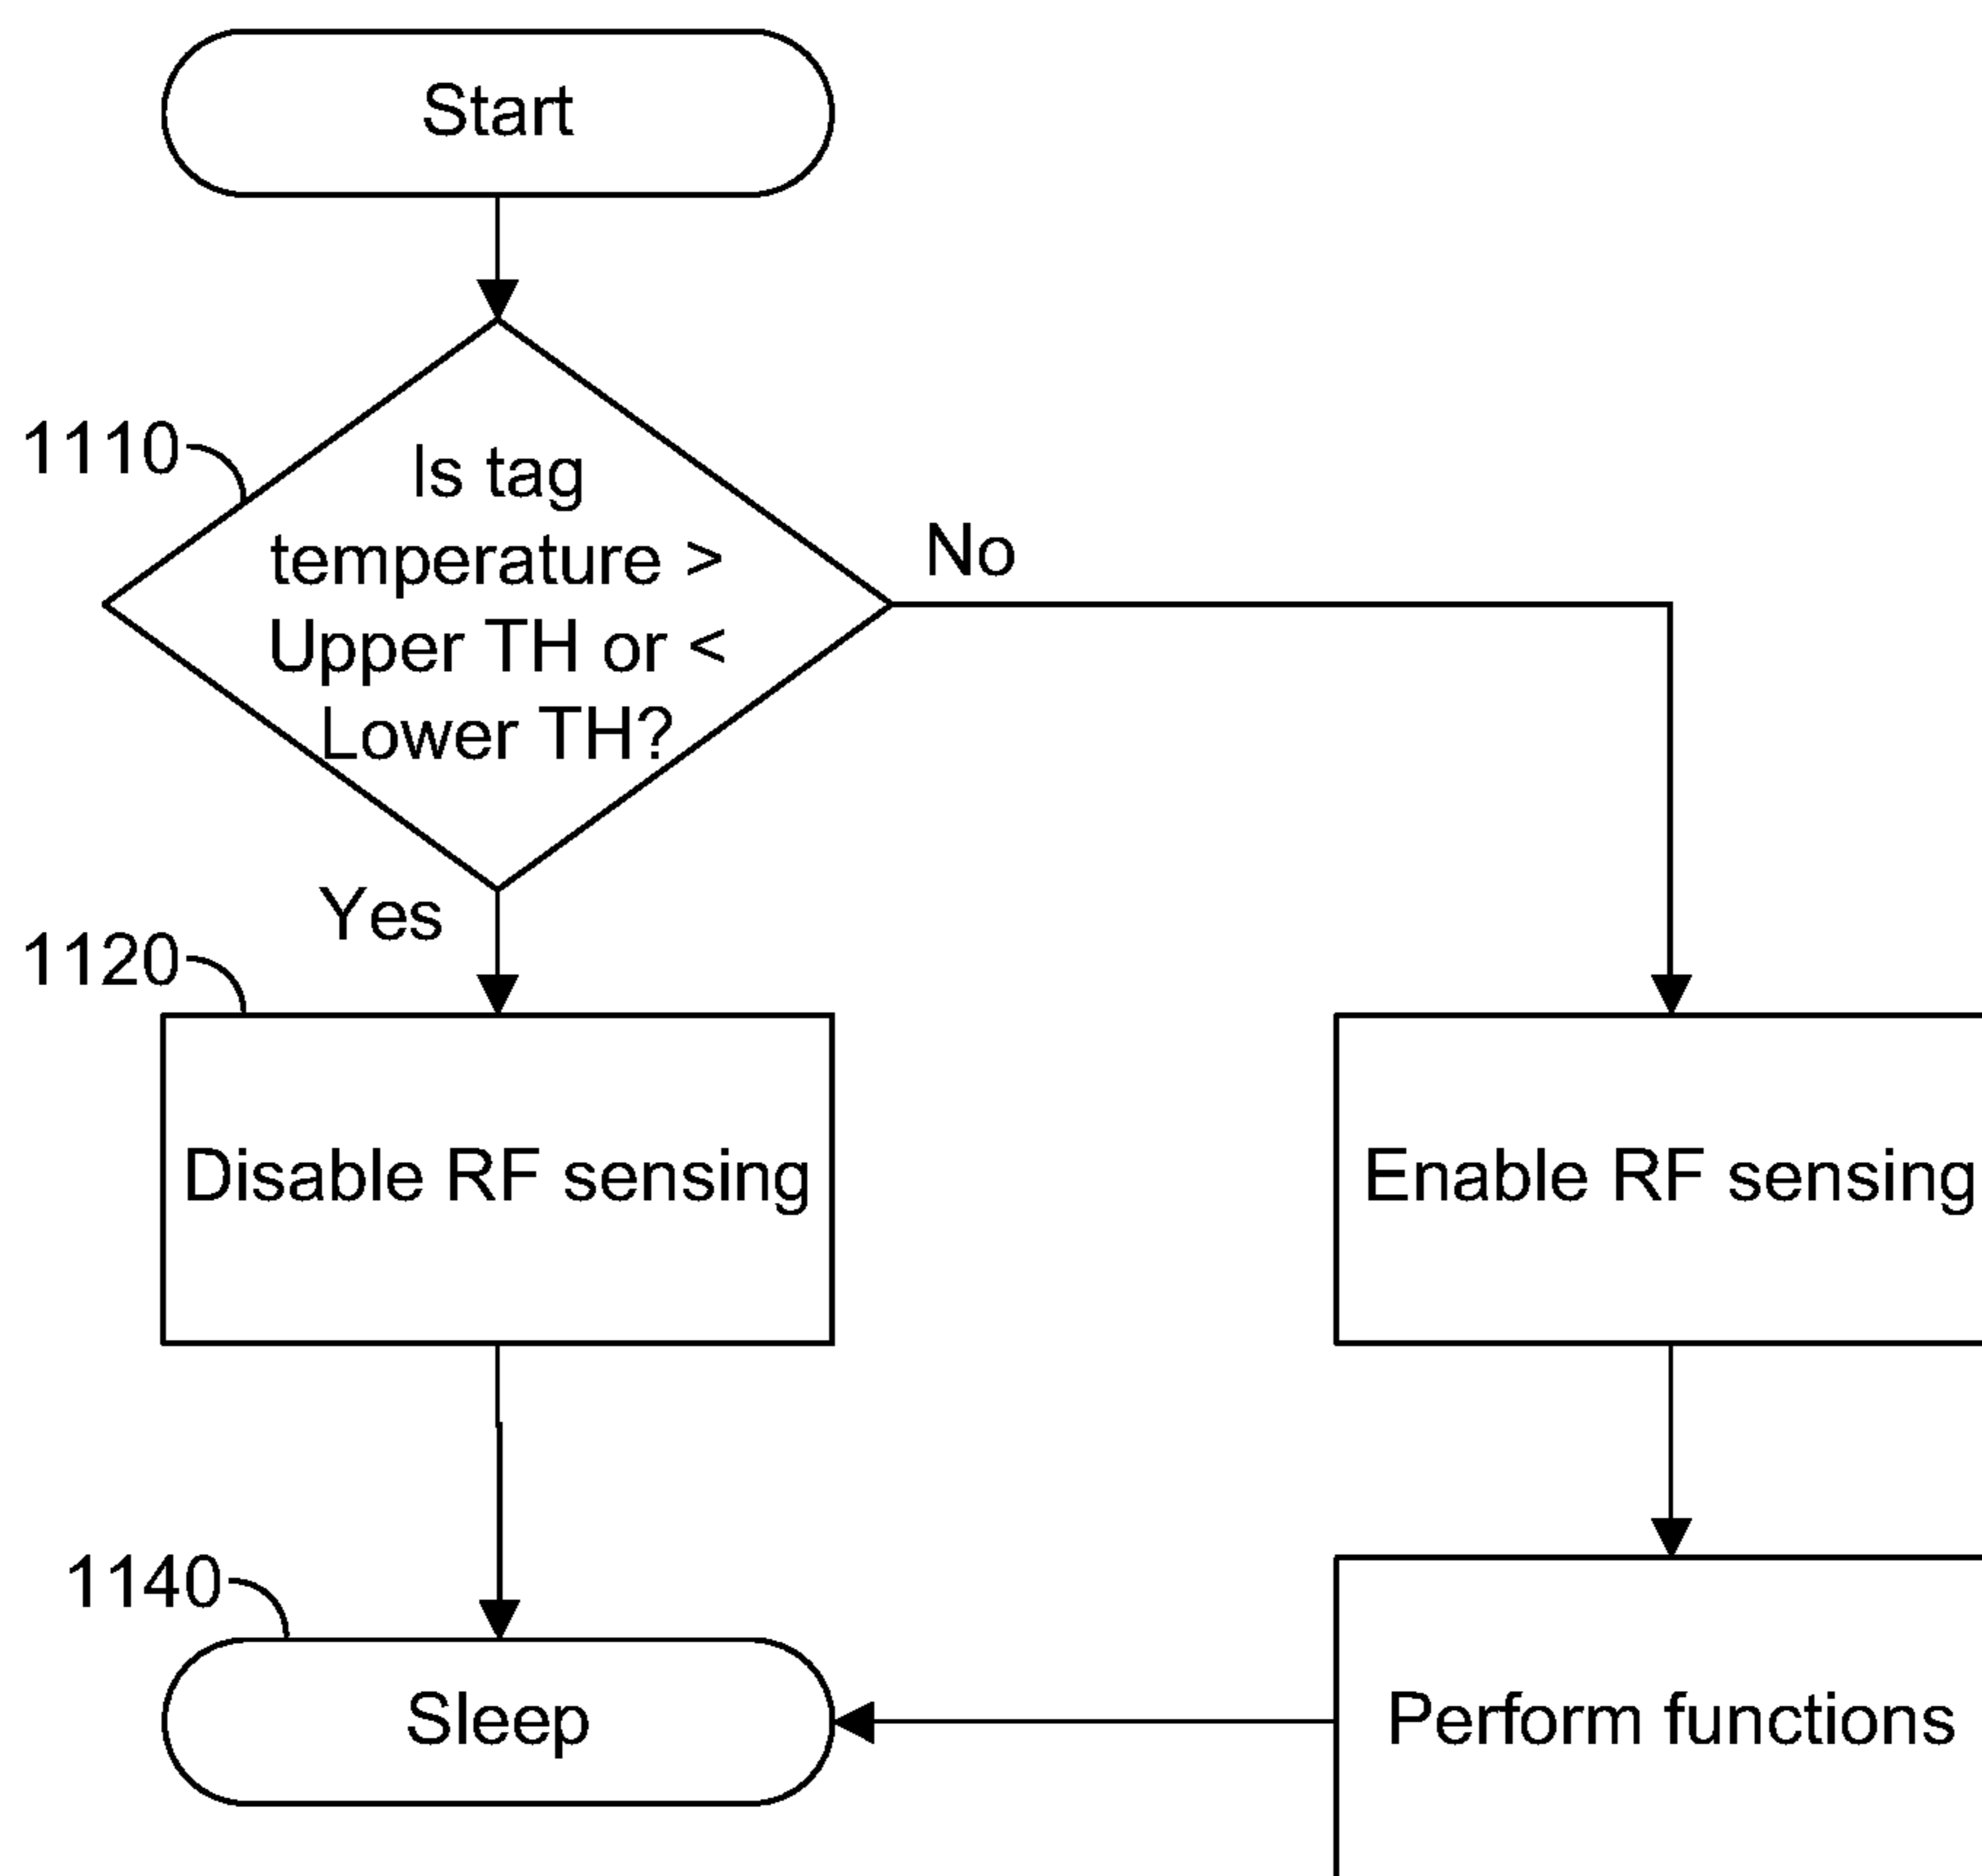 Start
1110
Is tag
temperature >
Upper TH or <
Lower TH?
No
Yes
1120
Disable RF sensing
Enable RF sensing
1140
Sleep
Perform functions